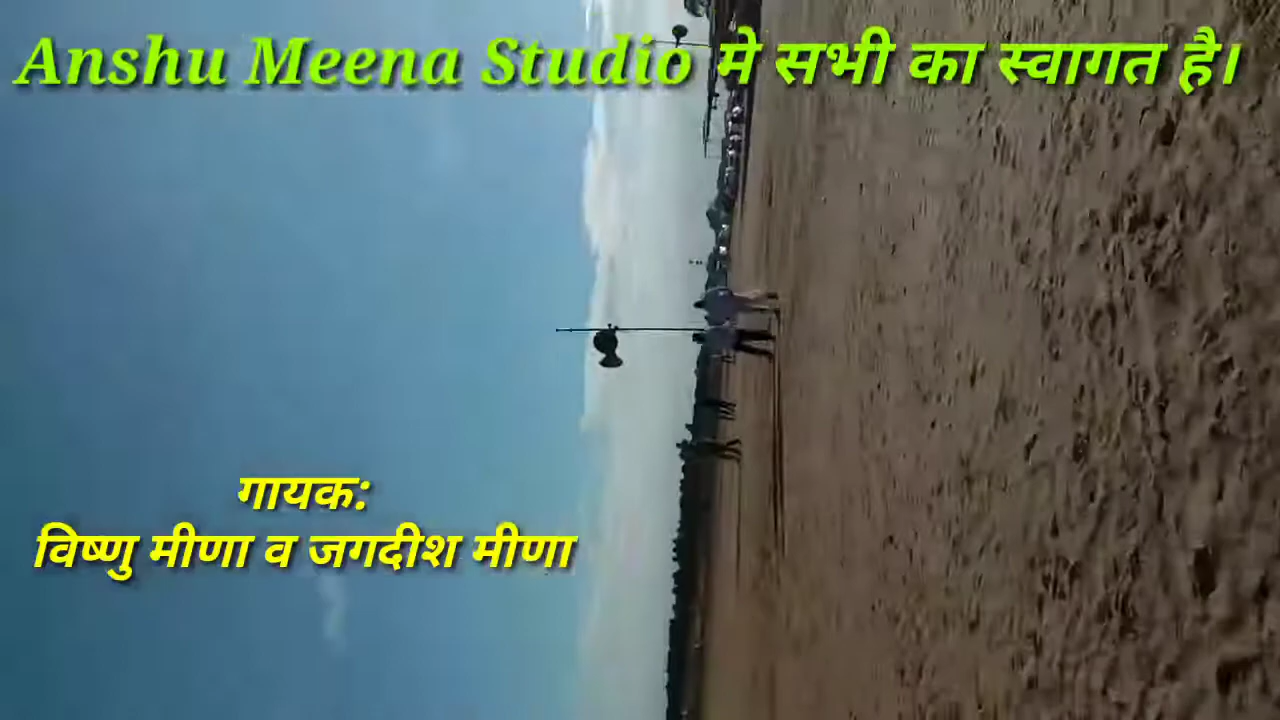 Anshu Meena Studio मे सभी का स्वागत है।
गायक:
विष्णु मीणा व जगदीश मीणा